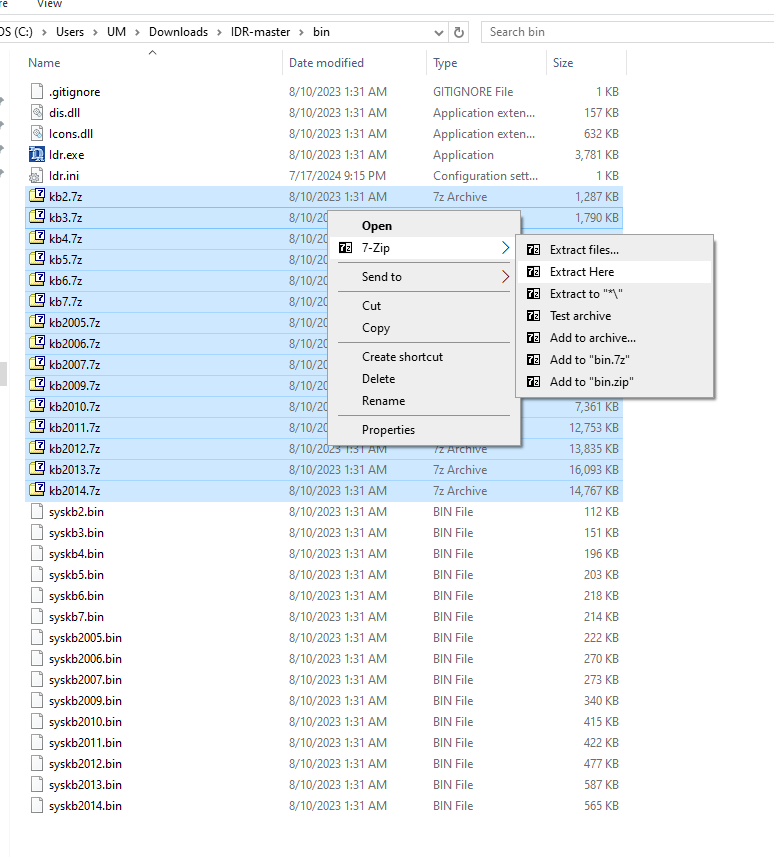 re View
OS (C:) > Users > UM > Downloads > IDR-master > bin Search bin
Name Date modified Type Size
.gitignore 8/10/2023 1:31 AM GITIGNORE File 1 KB
dis.dll 8/10/2023 1:31 AM Application exten... 157 KB
Icons.dll 8/10/2023 1:31 AM Application exten... 632 KB
Idr.exe 8/10/2023 1:31 AM Application 3,781 KB
Idr.ini 7/17/2024 9:15 PM Configuration sett... 1 KB
kb2.7z 8/10/2023 1:31 AM 7z Archive 1,287 KB
kb3.7z 8/10/20 1,790 KB
kb4.7z 8/10/20
kb5.7z 8/10/20
kb6.7z 8/10/20
kb7.7z 8/10/20
kb2005.7z 8/10/20
kb2006.7z 8/10/20
kb2007.7z 8/10/20
kb2009.7z 8/10/20
kb2010.7z 8/10/20 7,361 KB
kb2011.7z 8/10/20 12,753 KB
kb2012.7z 8/10/2023 1:31 AM 7z Archive 13,835 KB
kb2013.7z 8/10/2023 1:31 AM 7z Archive 16,093 KB
kb2014.7z 8/10/2023 1:31 AM 7z Archive 14,767 KB
syskb2.bin 8/10/2023 1:31 AM BIN File 112 KB
syskb3.bin 8/10/2023 1:31 AM BIN File 151 KB
syskb4.bin 8/10/2023 1:31 AM BIN File 196 KB
syskb5.bin 8/10/2023 1:31 AM BIN File 203 KB
syskb6.bin 8/10/2023 1:31 AM BIN File 218 KB
syskb7.bin 8/10/2023 1:31 AM BIN File 214 KB
syskb2005.bin 8/10/2023 1:31 AM BIN File 222 KB
syskb2006.bin 8/10/2023 1:31 AM BIN File 270 KB
syskb2007.bin 8/10/2023 1:31 AM BIN File 273 KB
syskb2009.bin 8/10/2023 1:31 AM BIN File 340 KB
syskb2010.bin 8/10/2023 1:31 AM BIN File 415 KB
syskb2011.bin 8/10/2023 1:31 AM BIN File 422 KB
syskb2012.bin 8/10/2023 1:31 AM BIN File 477 KB
syskb2013.bin 8/10/2023 1:31 AM BIN File 587 KB
syskb2014.bin 8/10/2023 1:31 AM BIN File 565 KB
Open
7-Zip
Send to
Cut
Copy
Create shortcut
Delete
Rename
Properties
Extract files...
Extract Here
Extract to "*\"
Test archive
Add to archive...
Add to "bin.7z"
Add to "bin.zip"